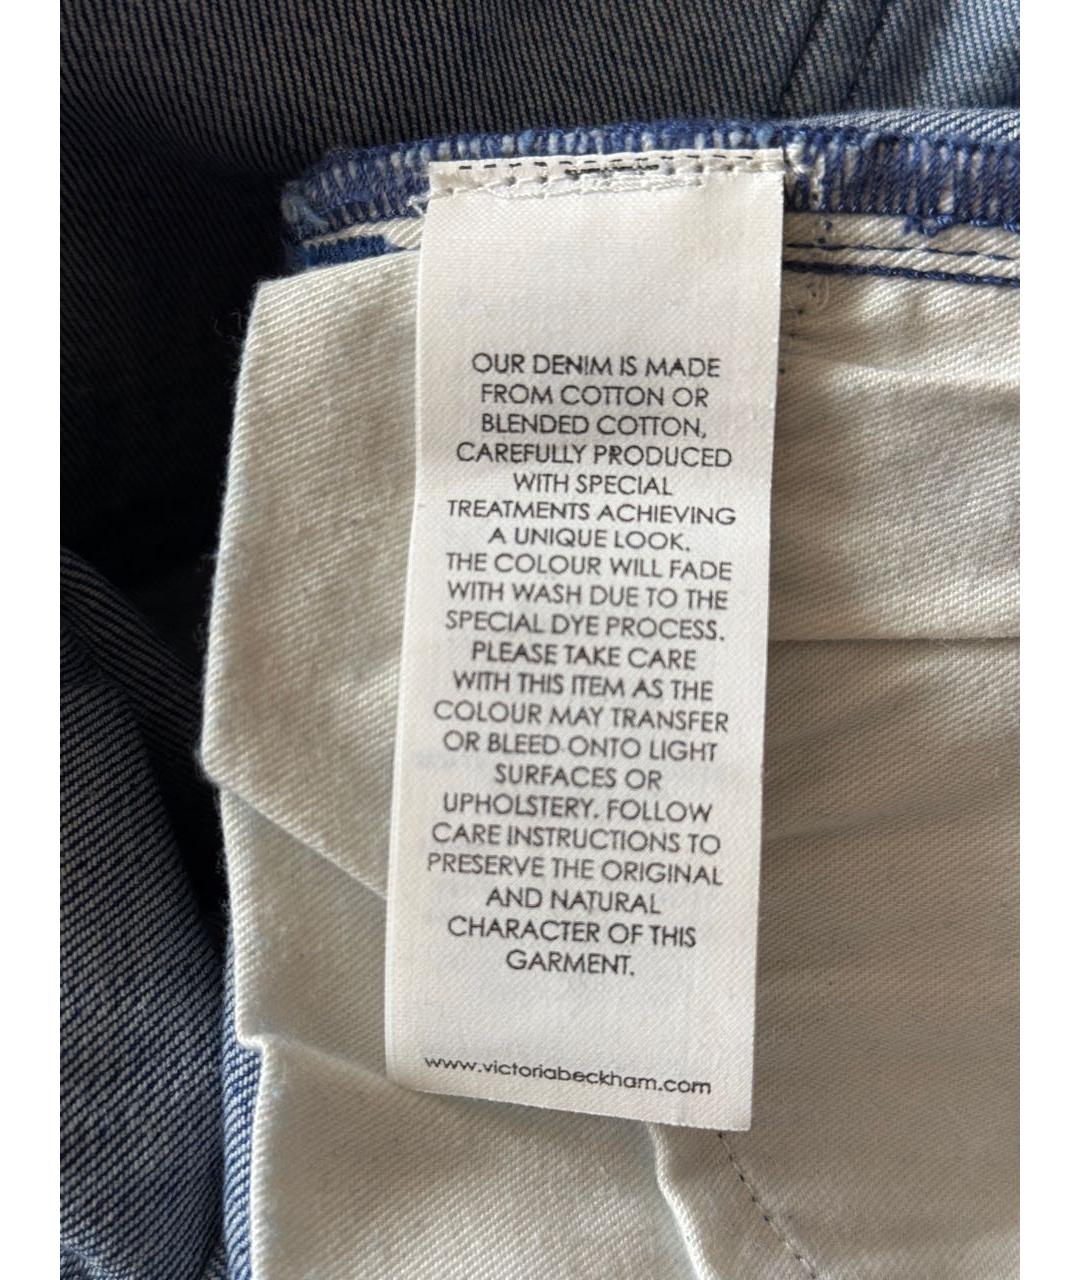 OUR DENIM IS MADE
FROM COTTON OR
BLENDED COTTON,
CAREFULLY PRODUCED
WITH SPECIAL
TREATMENTS ACHIEVING
A UNIQUE LOOK.
THE COLOUR WILL FADE
WITH WASH DUE TO THE
SPECIAL DYE PROCESS.
PLEASE TAKE CARE
WITH THIS ITEM AS THE
COLOUR MAY TRANSFER
OR BLEED ONTO LIGHT
SURFACES OR
UPHOLSTERY. FOLLOW
CARE INSTRUCTIONS TO
PRESERVE THE ORIGINAL
AND NATURAL
CHARACTER OF THIS
GARMENT.
www.victoriabeckham.com